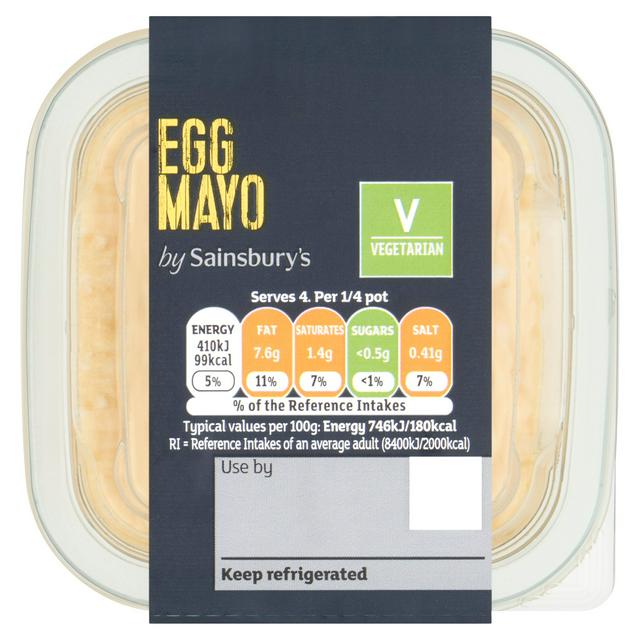 EGG
MAYO
by Sainsbury's
V
VEGETARIAN
Serves 4. Per 1/4 pot
ENERGY FAT SATURATES SUGARS SALT
410kJ
99kcal 7.6g 1.4g <0.5g 0.41g
5% 11% 7% <1% 7%
% of the Reference Intakes
Typical values per 100g: Energy 746kJ/180kcal
RI = Reference Intakes of an average adult (8400kJ/2000kcal)
Use by
Keep refrigerated